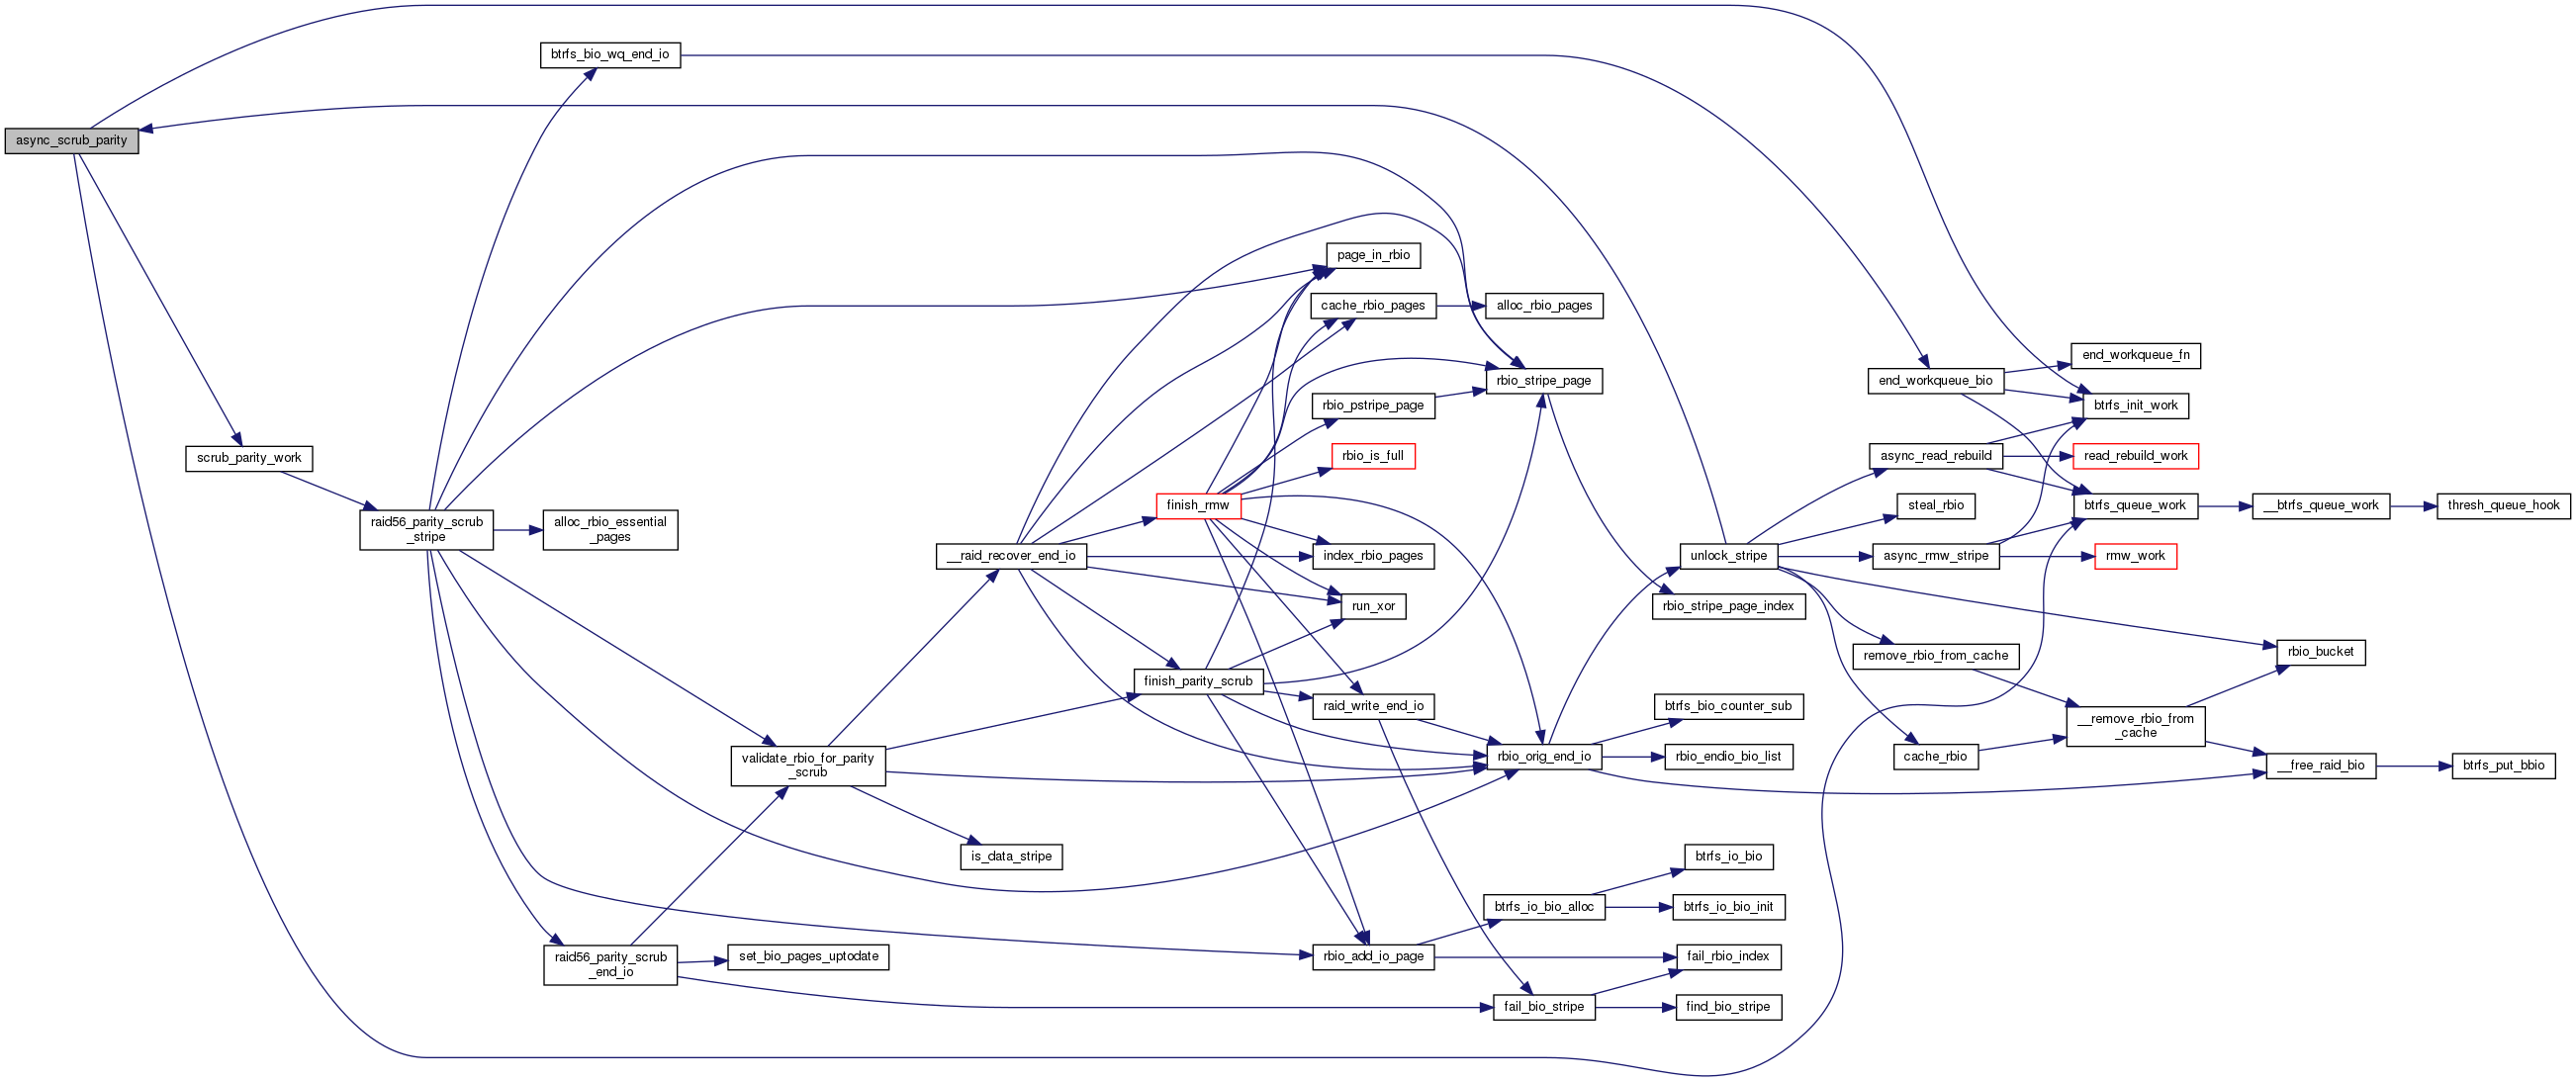 async_scrub_parity
scrub_parity_work
btrfs_bio_wq_end_io
raid56_parity_scrub
_stripe
alloc_rbio_essential
_pages
raid56_parity_scrub
_end_io
validate_rbio_for_parity
_scrub
set_bio_pages_uptodate
__raid_recover_end_io
is_data_stripe
finish_rmw
finish_parity_scrub
page_in_rbio
cache_rbio_pages
rbio_pstripe_page
rbio_is_full
index_rbio_pages
run_xor
raid_write_end_io
rbio_add_io_page
alloc_rbio_pages
rbio_stripe_page
rbio_orig_end_io
btrfs_io_bio_alloc
fail_bio_stripe
rbio_stripe_page_index
unlock_stripe
btrfs_bio_counter_sub
rbio_endio_bio_list
btrfs_io_bio
btrfs_io_bio_init
fail_rbio_index
find_bio_stripe
end_workqueue_bio
async_read_rebuild
steal_rbio
async_rmw_stripe
remove_rbio_from_cache
cache_rbio
end_workqueue_fn
btrfs_init_work
read_rebuild_work
btrfs_queue_work
rmw_work
__remove_rbio_from
_cache
__btrfs_queue_work
rbio_bucket
__free_raid_bio
thresh_queue_hook
btrfs_put_bbio